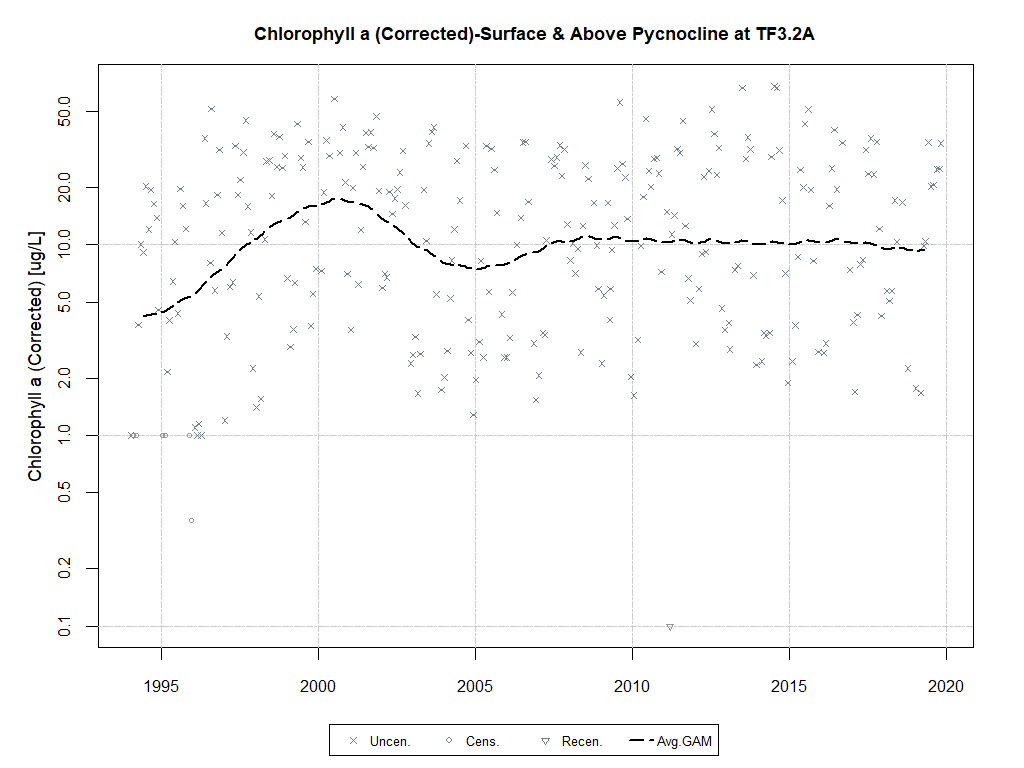 Chlorophyll a (Corrected)-Surface & Above Pycnocline at TF3.2A
Chlorophyll a (Corrected) [ug/L]
50.0
20.0
10.0
5.0
2.0
1.0
0.5
0.2
0.1
1995 2000 2005 2010 2015 2020
Uncen. Cens. Recen. Avg.GAM